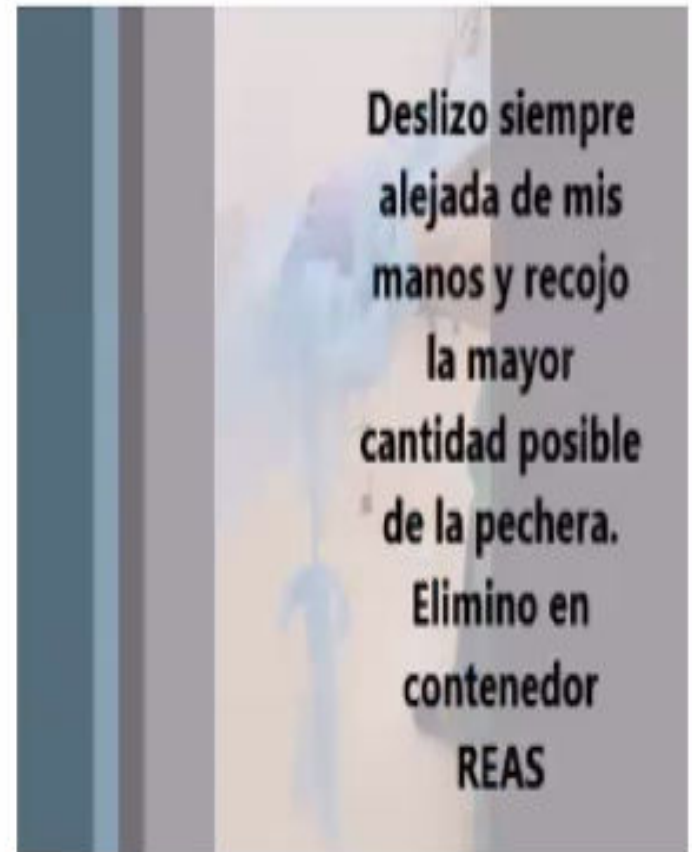 Deslizo siempre
alejada de mis
manos y recojo
la mayor
cantidad posible
de la pechera.
Elimino en
contenedor
REAS